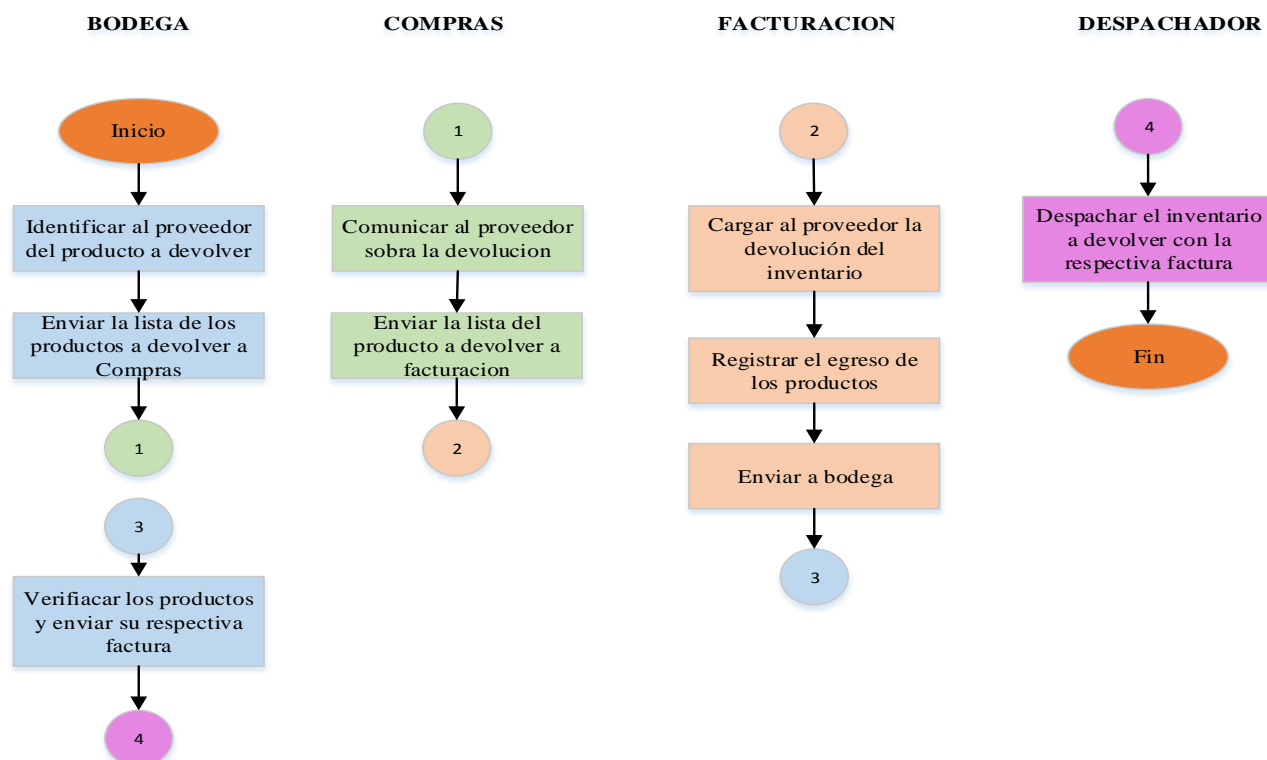 BODEGA
Inicio
Identificar al proveedor
del producto a devolver
Enviar la lista de los
productos a devolver a
Compras
1
3
Verifiacar los productos
y enviar su respectiva
factura
4
COMPRAS
1
Comunicar al proveedor
sobra la devolucion
Enviar la lista del
producto a devolver a
facturacion
2
FACTURACION
2
Cargar al proveedor la
devolución del
inventario
Registrar el egreso de
los productos
Enviar a bodega
3
DESPACHADOR
4
Despachar el inventario
a devolver con la
respectiva factura
Fin